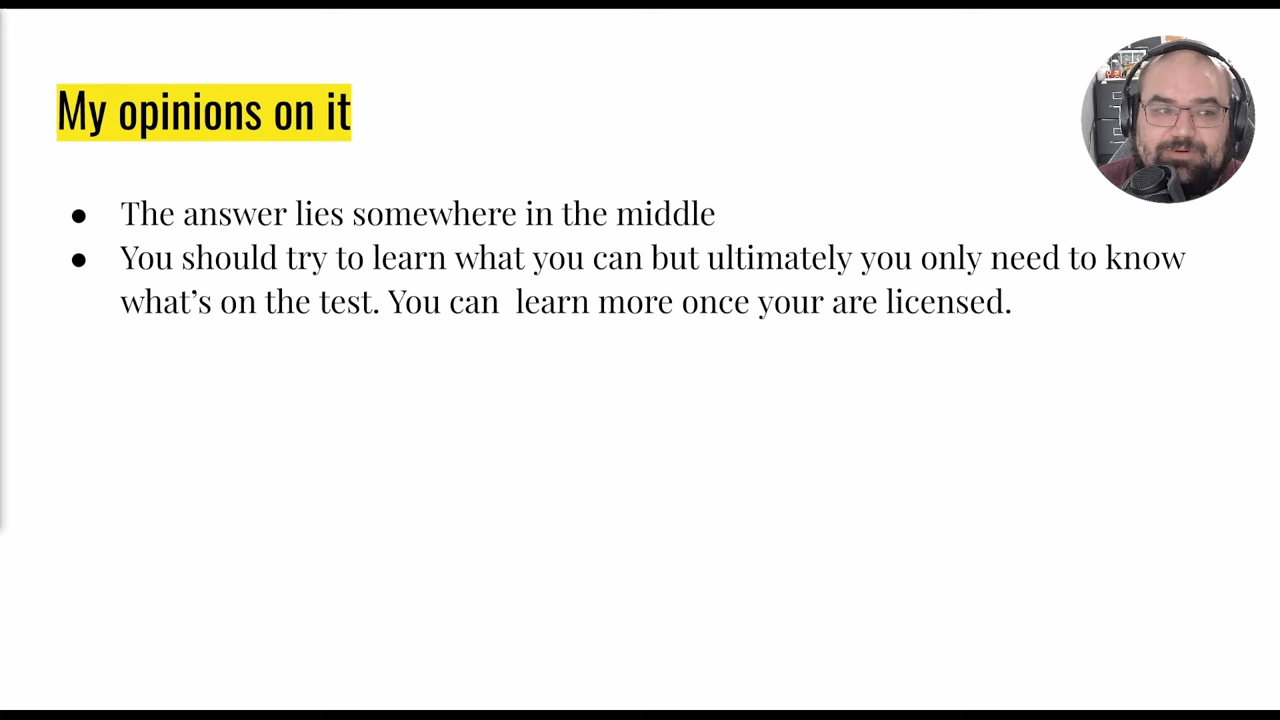 My opinions on it
● The answer lies somewhere in the middle
● You should try to learn what you can but ultimately you only need to know
what’s on the test. You can  learn more once your are licensed.